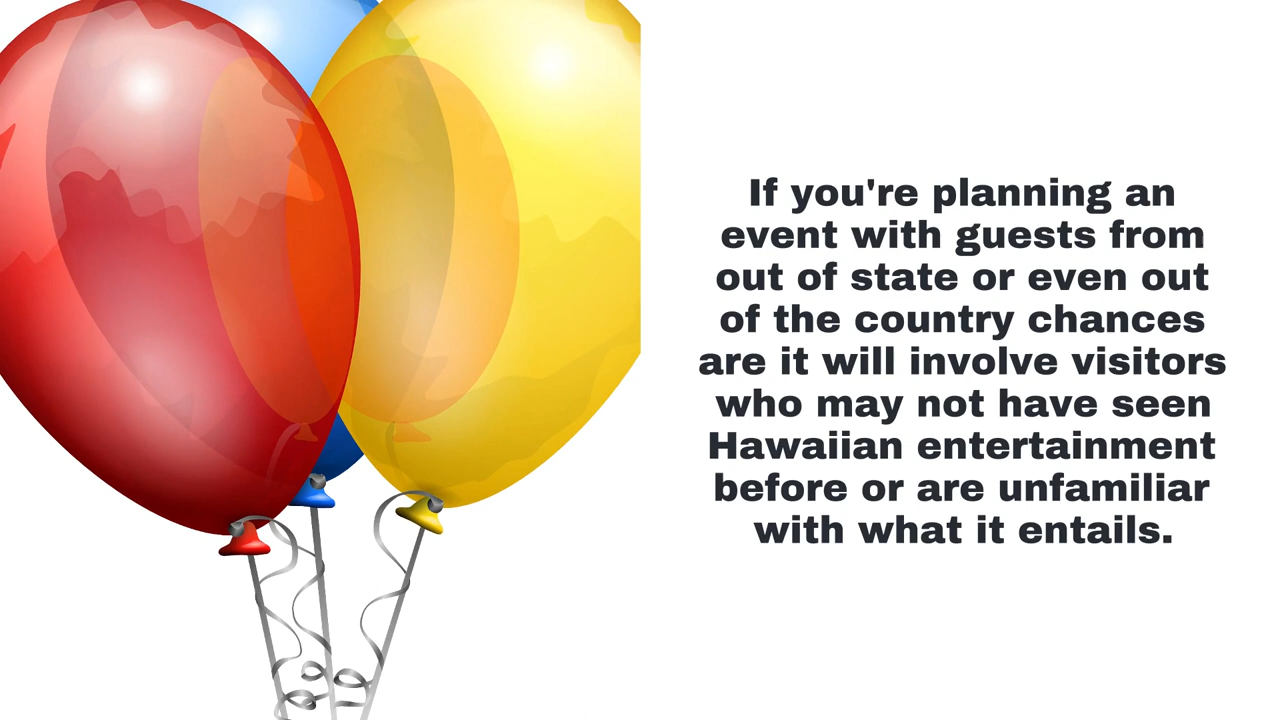 If you're planning an
event with guests from
out of state or even out
of the country chances
are it will involve visitors
who may not have seen
Hawaiian entertainment
before or are unfamiliar
with what it entails.